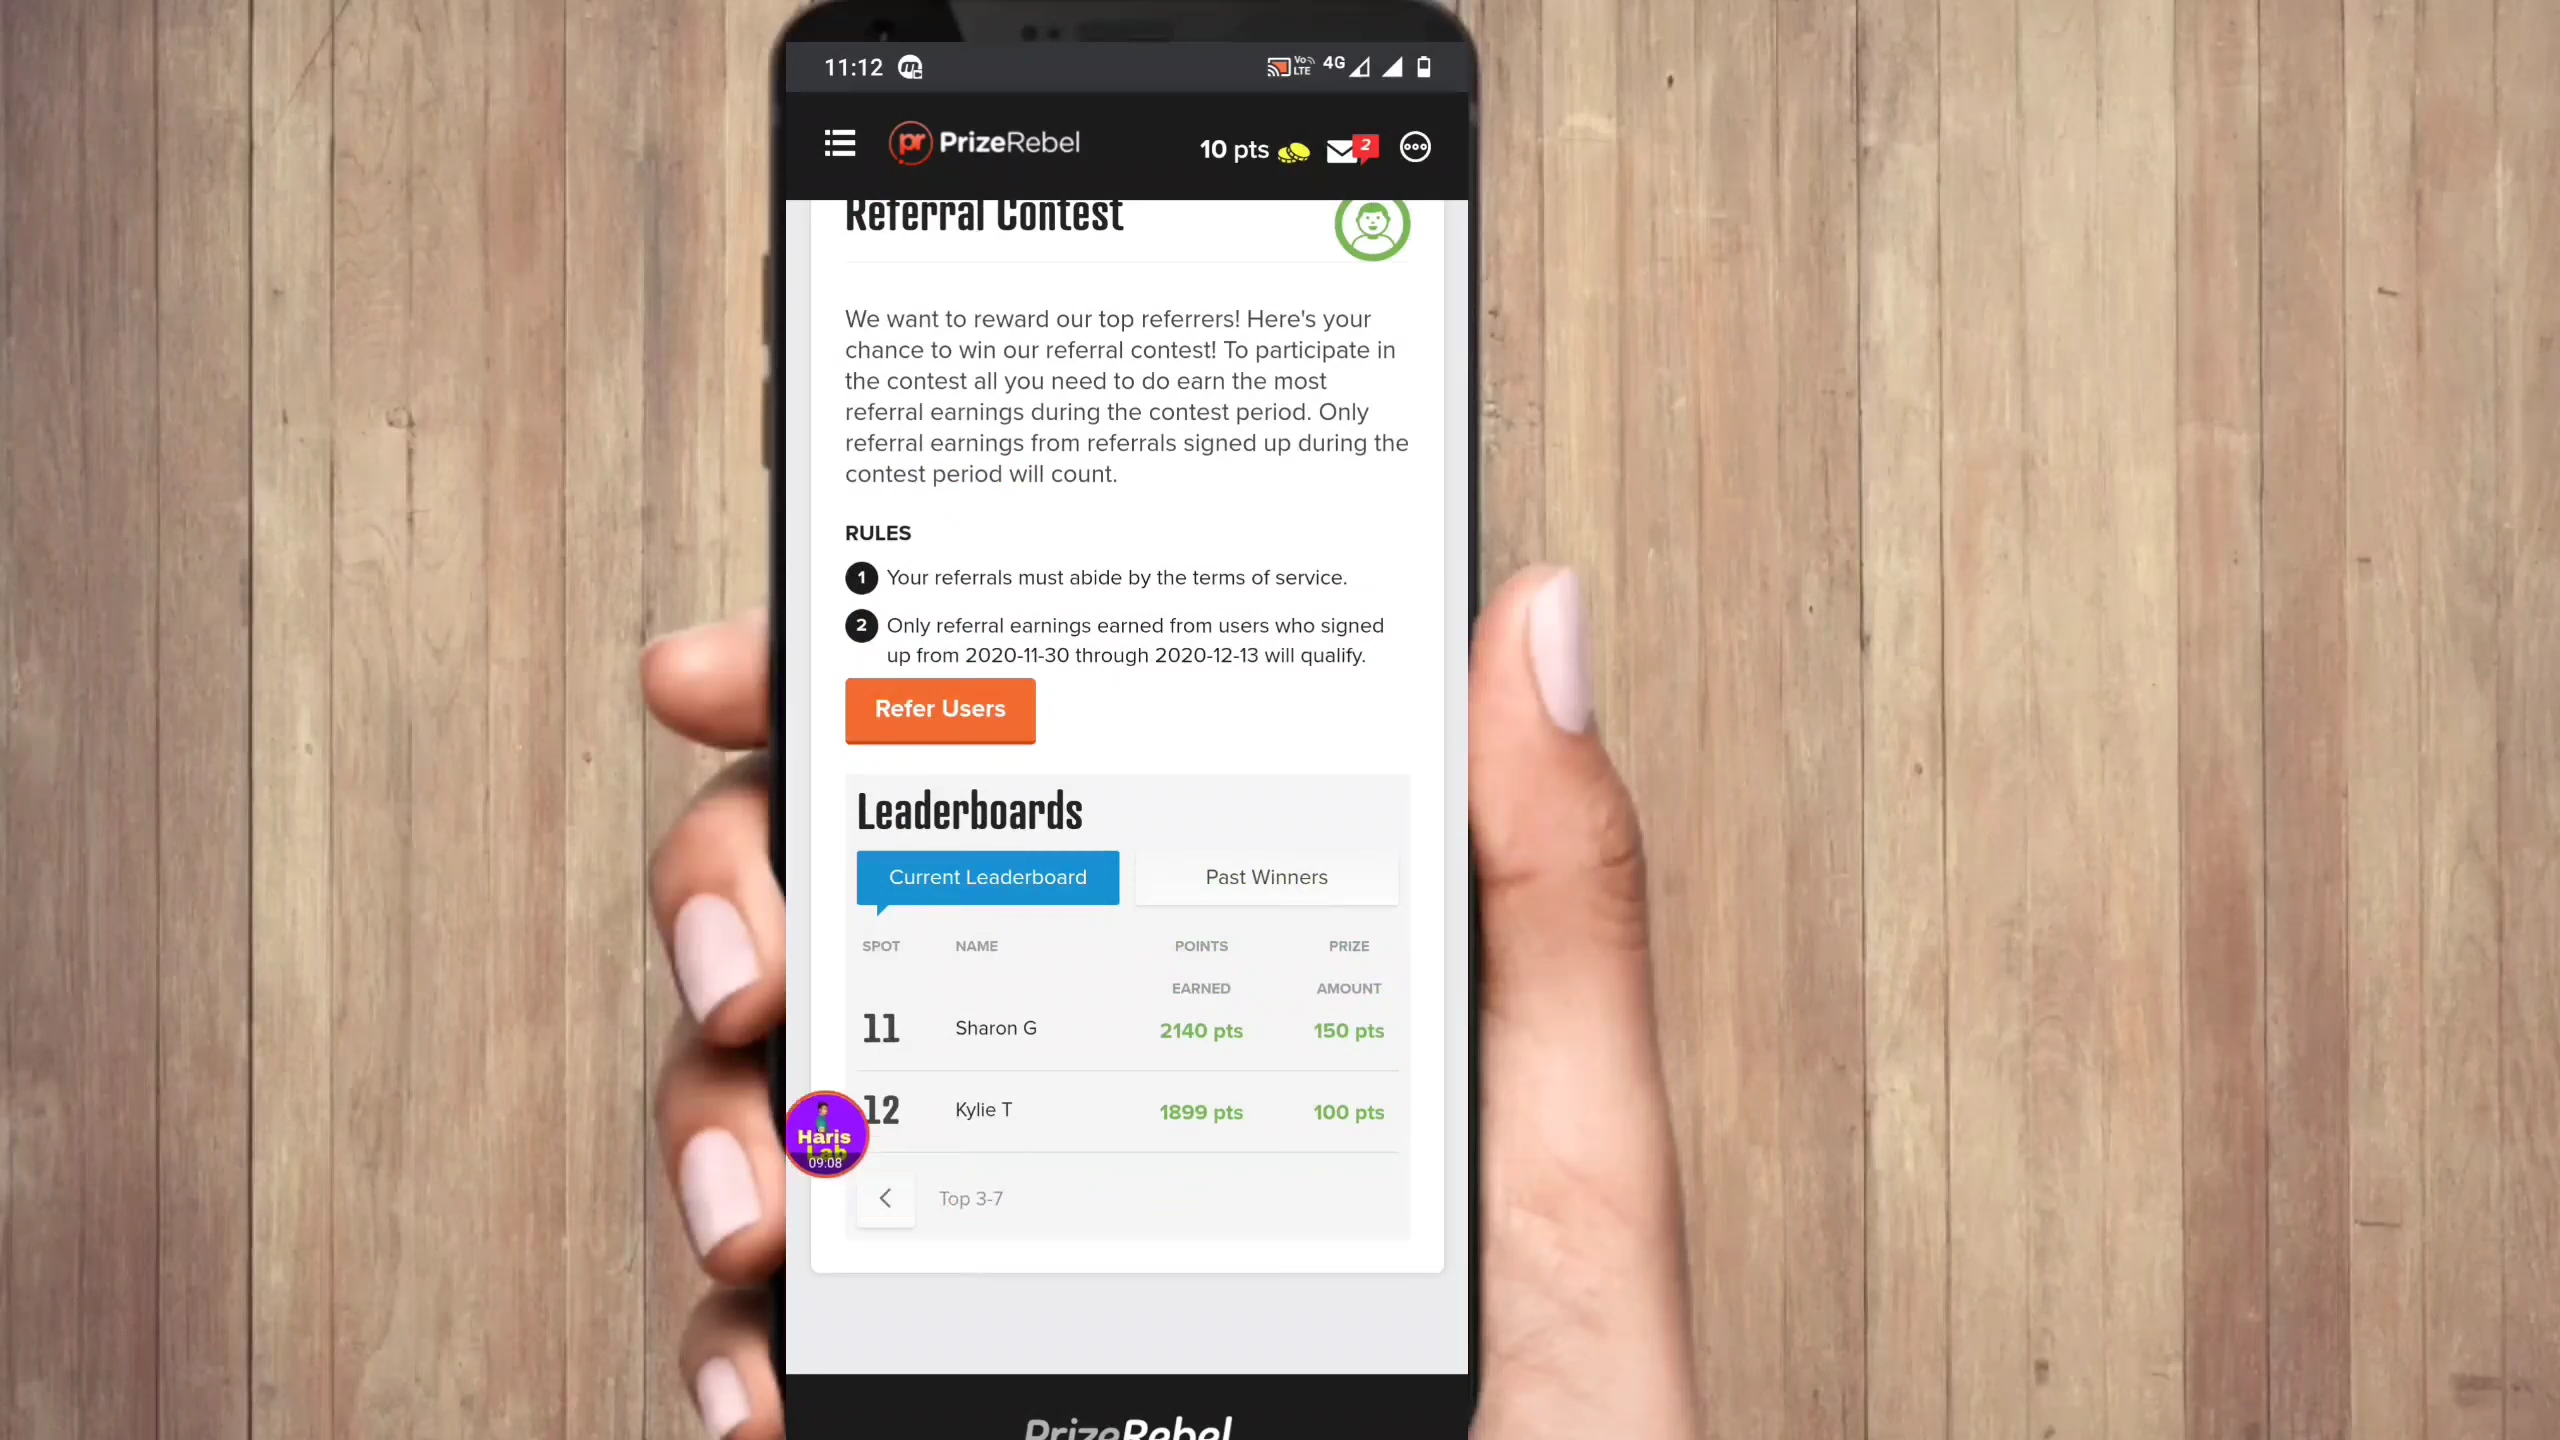 11:12
Vo
LTE
4G
pr PrizeRebel
10 pts
2
Referral Contest
We want to reward our top referrers! Here's your
chance to win our referral contest! To participate in
the contest all you need to do earn the most
referral earnings during the contest period. Only
referral earnings from referrals signed up during the
contest period will count.
RULES
1 Your referrals must abide by the terms of service.
2 Only referral earnings earned from users who signed
up from 2020-11-30 through 2020-12-13 will qualify.
Refer Users
Leaderboards
Current Leaderboard
Past Winners
SPOT NAME POINTS PRIZE
EARNED AMOUNT
11 Sharon G 2140 pts 150 pts
12 Kylie T 1899 pts 100 pts
Haris
Lab
09:08
Top 3-7
PrizeRebel